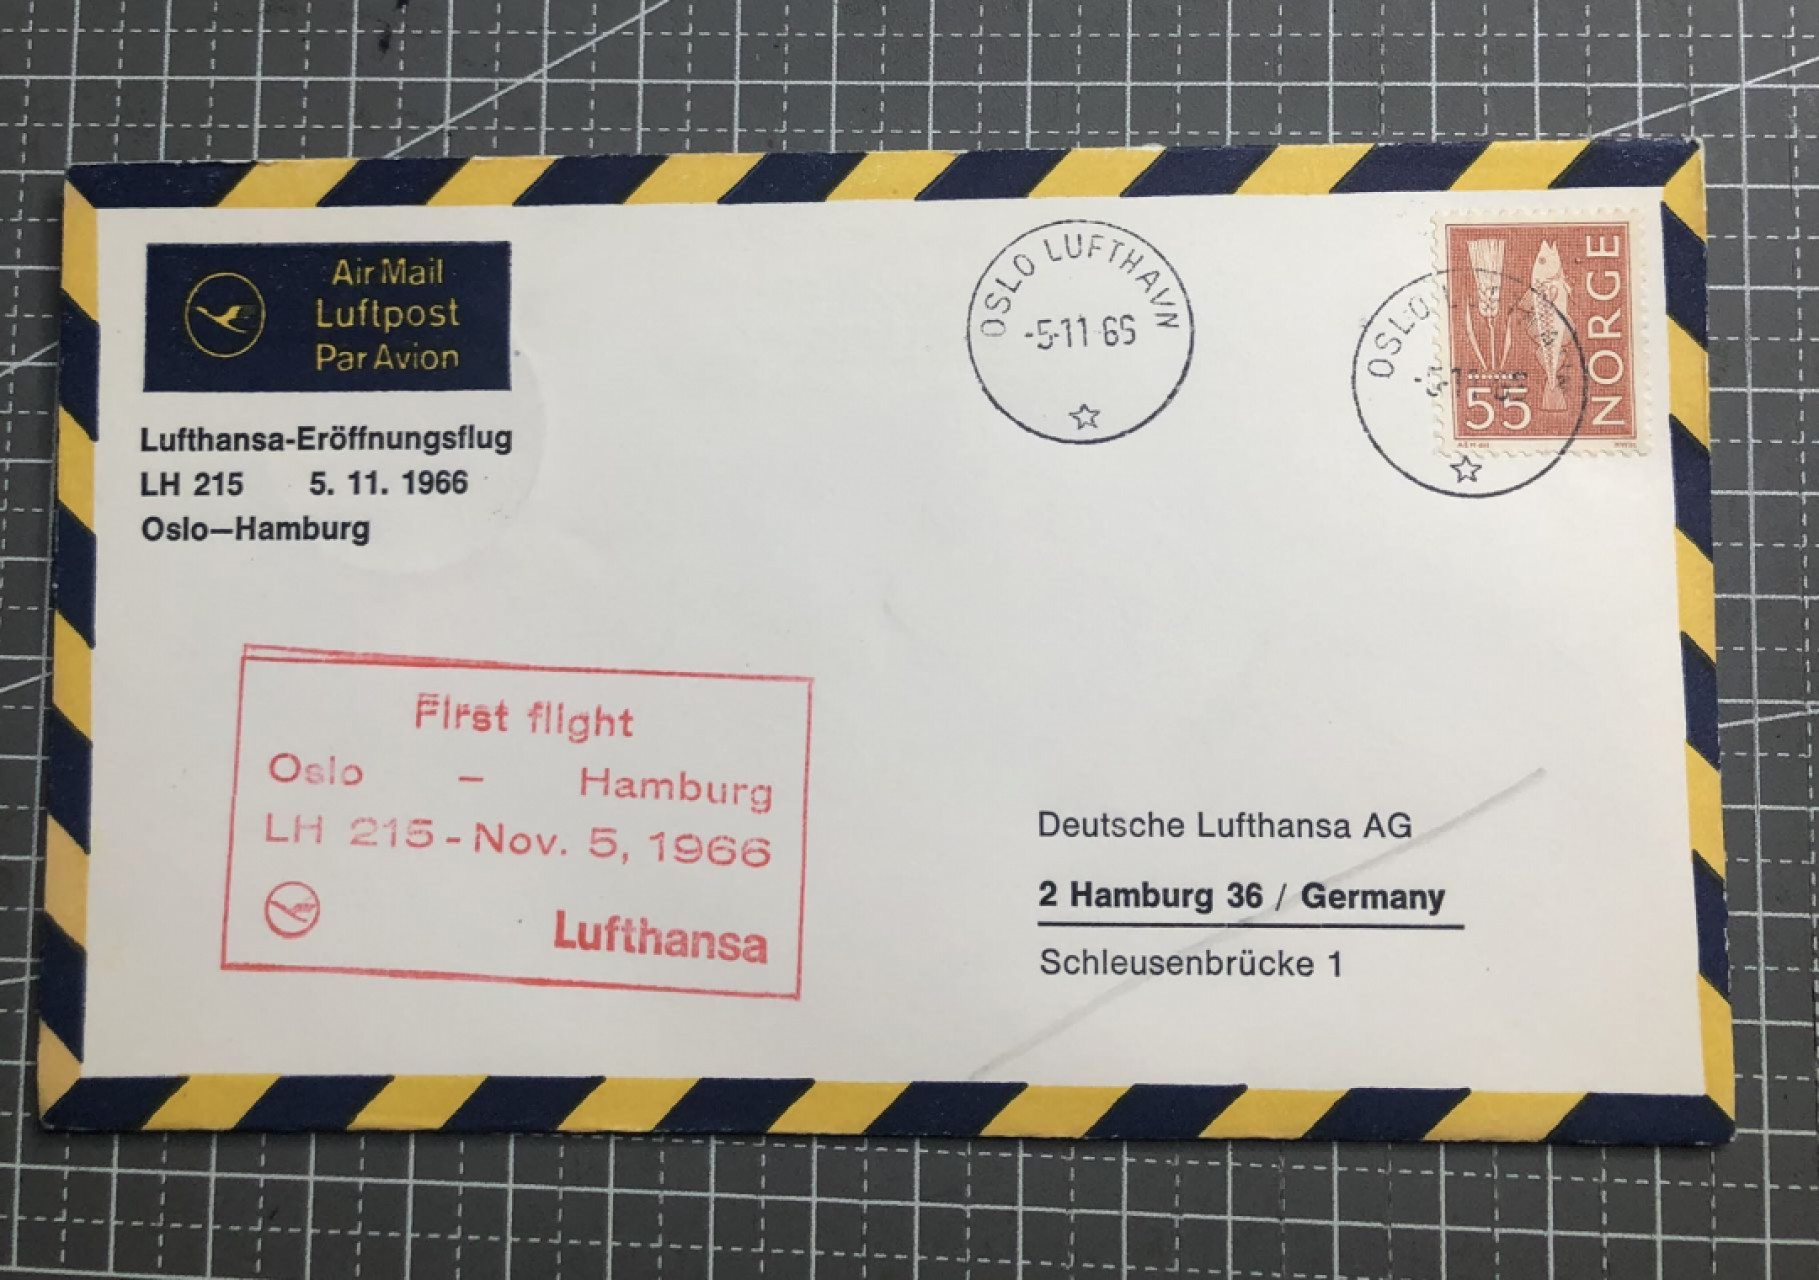 Air Mail
Luftpost
Par Avion
Lufthansa-Eröffnungsflug
LH 215 5. 11. 1966
Oslo–Hamburg
OSLO LUFTHAVN
-5-11 66
NORGE
55
OSLO
First flight
Oslo – Hamburg
LH 215 - Nov. 5, 1966
Lufthansa
Deutsche Lufthansa AG
2 Hamburg 36 / Germany
Schleusenbrücke 1